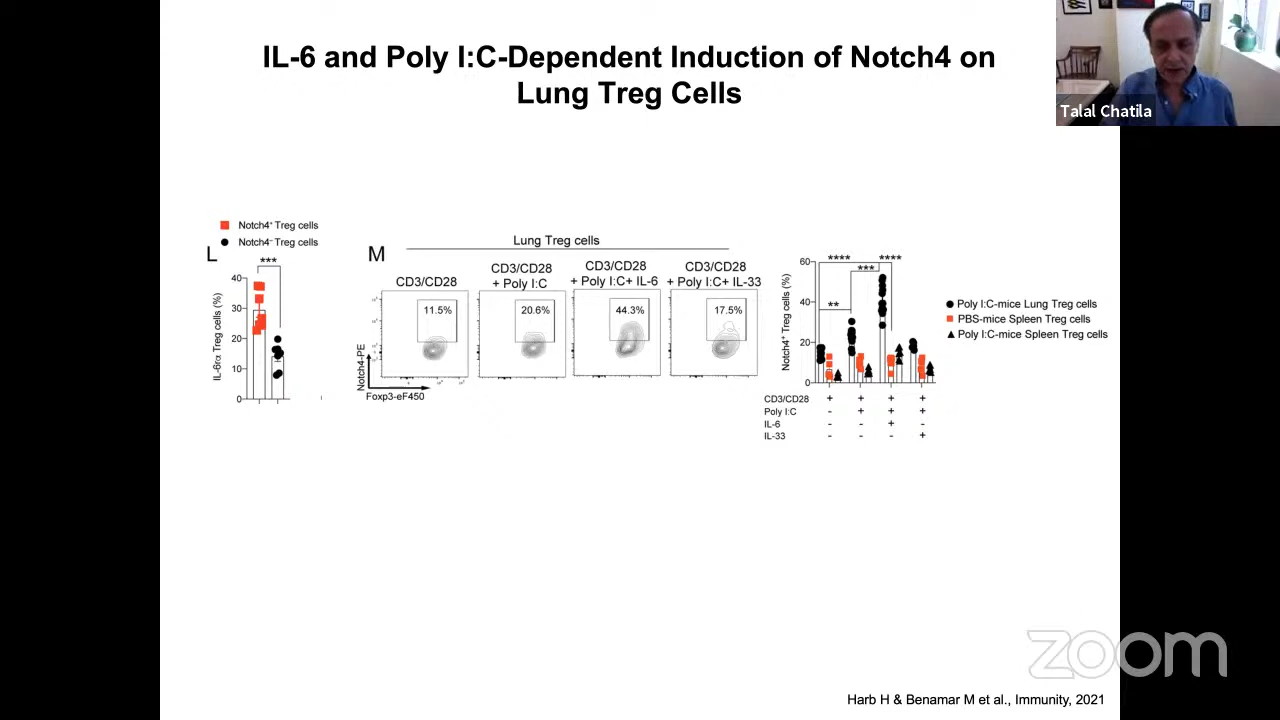 IL-6 and Poly I:C-Dependent Induction of Notch4 on
Lung Treg Cells
Talal Chatila
Notch4⁺ Treg cells
Notch4⁻ Treg cells
L
***
40
30
20
10
0
IL-6rα Treg cells (%)
M
Lung Treg cells
CD3/CD28
CD3/CD28
+ Poly I:C
CD3/CD28
+ Poly I:C+ IL-6
CD3/CD28
+ Poly I:C+ IL-33
11.5%
20.6%
44.3%
17.5%
Notch4-PE
Foxp3-eF450
Notch4⁺ Treg cells (%)
60
40
20
0
**** ****
***
**
Poly I:C-mice Lung Treg cells
PBS-mice Spleen Treg cells
Poly I:C-mice Spleen Treg cells
CD3/CD28 + + + +
Poly I:C - + + +
IL-6 - - + -
IL-33 - - - +
zoom
Harb H & Benamar M et al., Immunity, 2021